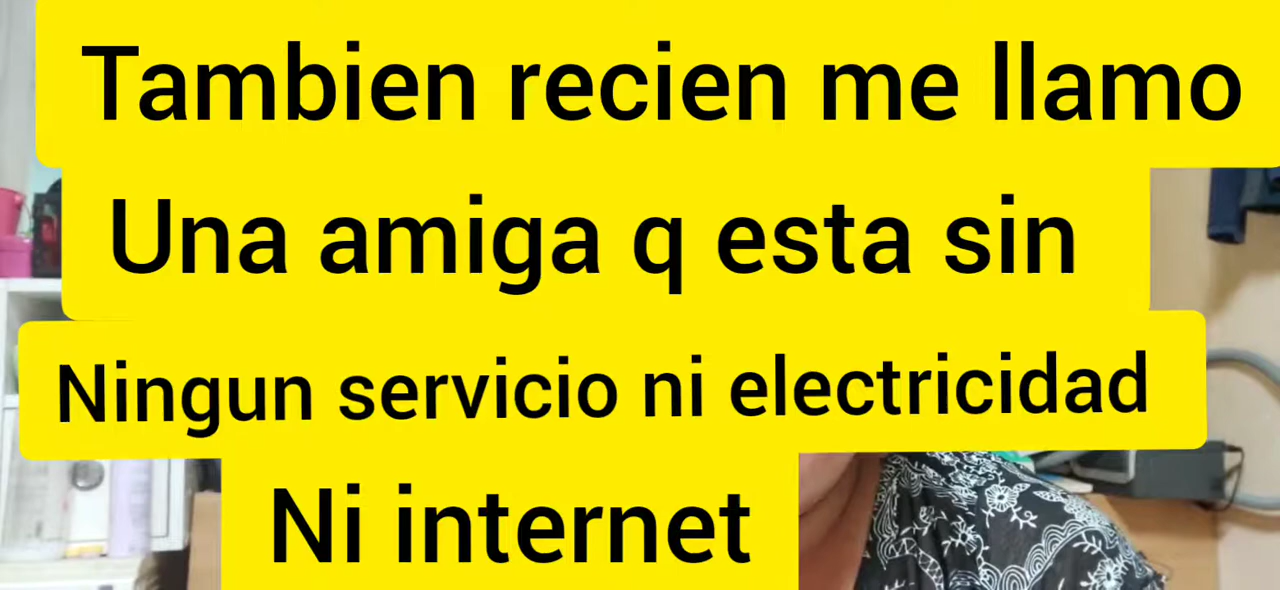 Tambien recien me llamo
Una amiga q esta sin
Ningun servicio ni electricidad
Ni internet